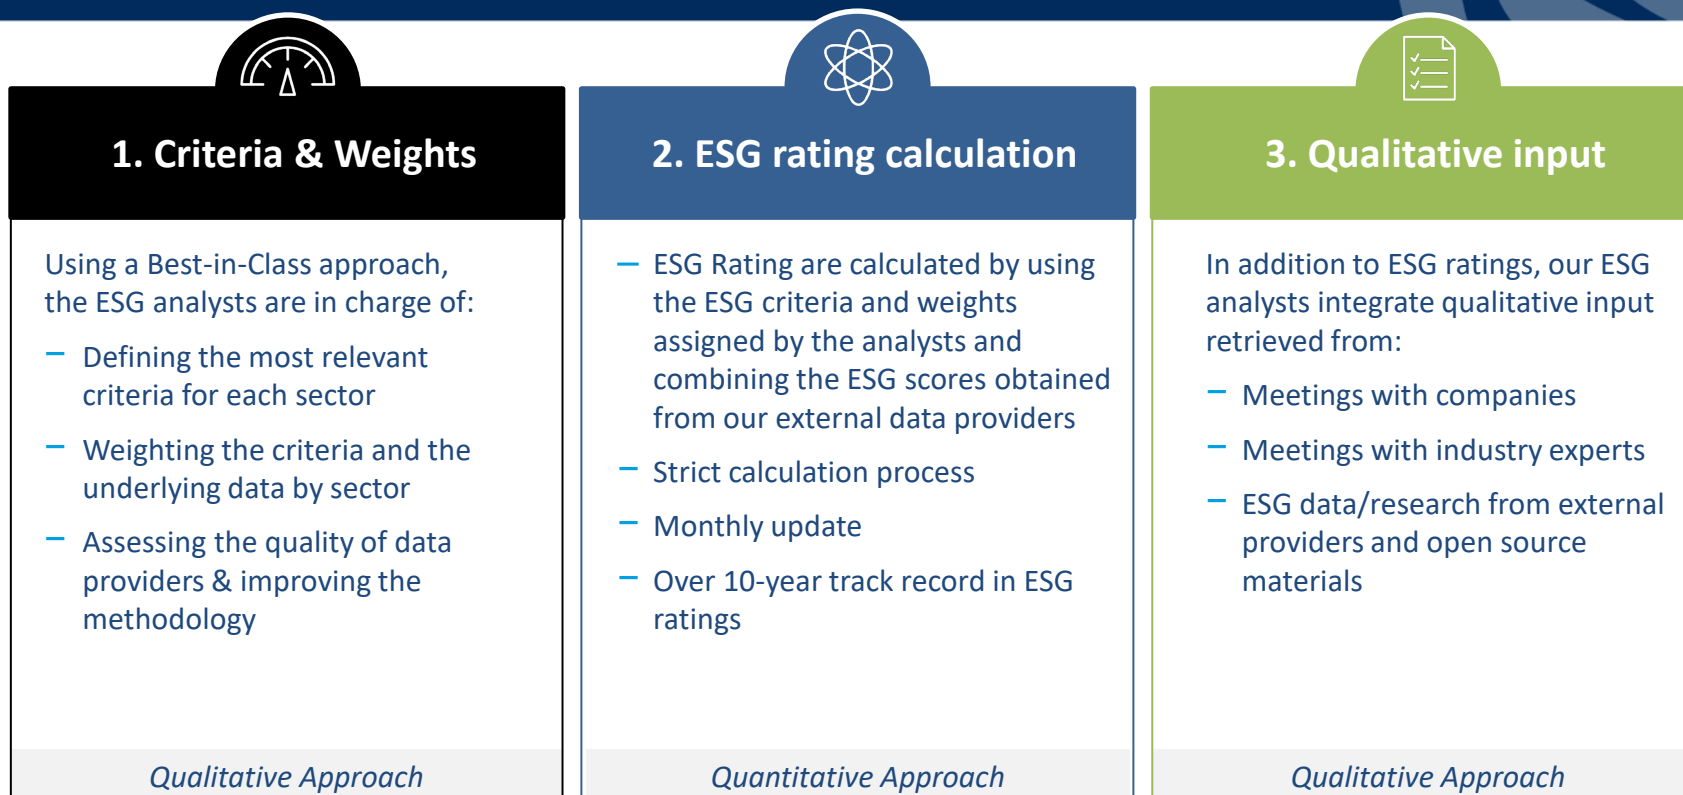 1. Criteria & Weights
Using a Best-in-Class approach,
the ESG analysts are in charge of:
– Defining the most relevant
criteria for each sector
– Weighting the criteria and the
underlying data by sector
– Assessing the quality of data
providers & improving the
methodology
Qualitative Approach
2. ESG rating calculation
– ESG Rating are calculated by using
the ESG criteria and weights
assigned by the analysts and
combining the ESG scores obtained
from our external data providers
– Strict calculation process
– Monthly update
– Over 10-year track record in ESG
ratings
Quantitative Approach
3. Qualitative input
In addition to ESG ratings, our ESG
analysts integrate qualitative input
retrieved from:
– Meetings with companies
– Meetings with industry experts
– ESG data/research from external
providers and open source
materials
Qualitative Approach